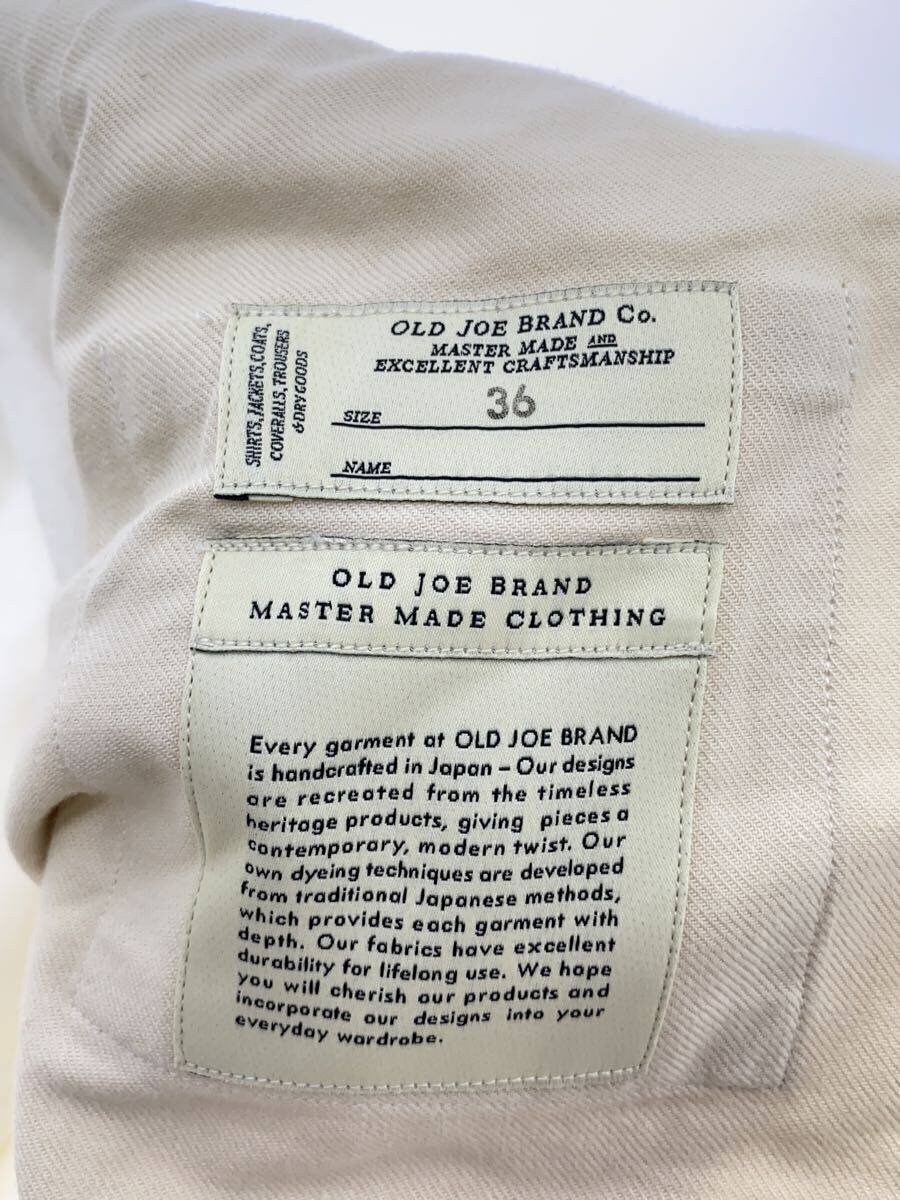 SHIRTS, JACKETS, COATS,
COVERALLS, TROUSERS
& DRY GOODS
OLD JOE BRAND Co.
MASTER MADE AND
EXCELLENT CRAFTSMANSHIP
SIZE 36
NAME
OLD JOE BRAND
MASTER MADE CLOTHING
Every garment at OLD JOE BRAND
is handcrafted in Japan – Our designs
are recreated from the timeless
heritage products, giving pieces a
contemporary, modern twist. Our
own dyeing techniques are developed
from traditional Japanese methods,
which provides each garment with
depth. Our fabrics have excellent
durability for lifelong use. We hope
you will cherish our products and
incorporate our designs into your
everyday wardrobe.